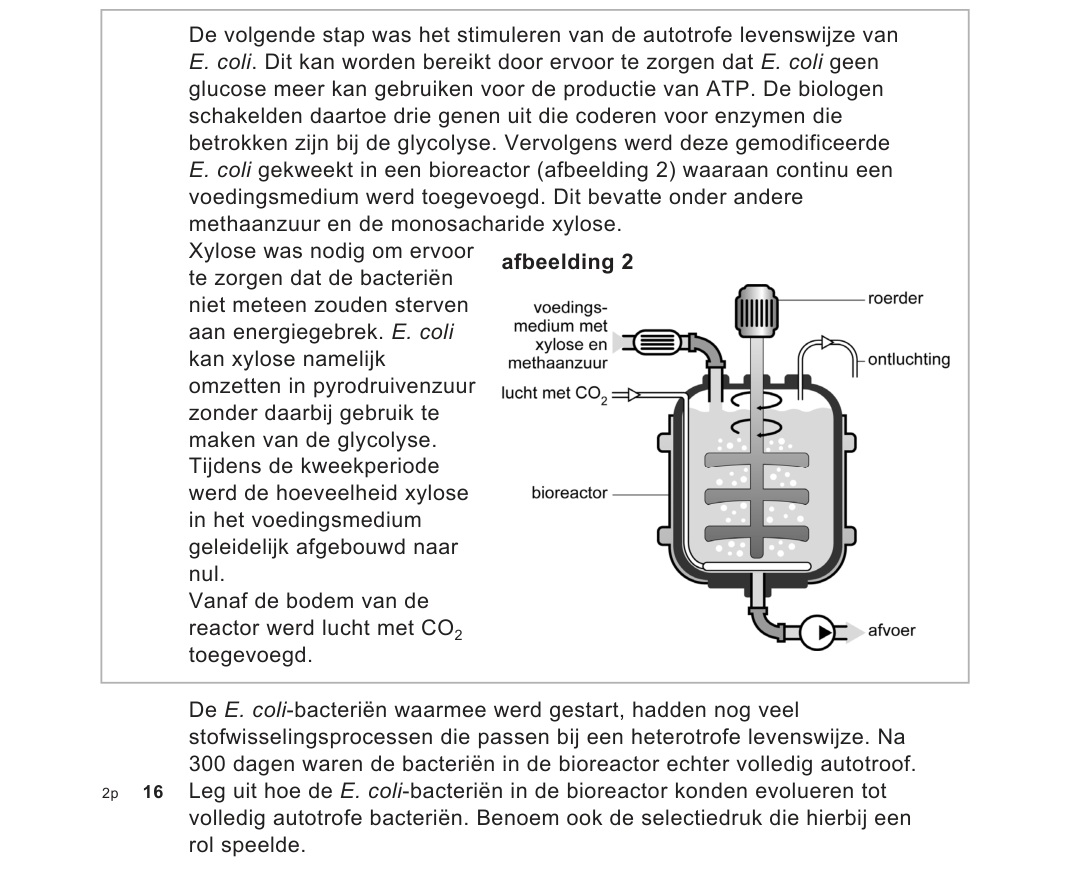 De volgende stap was het stimuleren van de autotrofe levenswijze van
E. coli. Dit kan worden bereikt door ervoor te zorgen dat E. coli geen
glucose meer kan gebruiken voor de productie van ATP. De biologen
schakelden daartoe drie genen uit die coderen voor enzymen die
betrokken zijn bij de glycolyse. Vervolgens werd deze gemodificeerde
E. coli gekweekt in een bioreactor (afbeelding 2) waaraan continu een
voedingsmedium werd toegevoegd. Dit bevatte onder andere
methaanzuur en de monosacharide xylose.
Xylose was nodig om ervoor
te zorgen dat de bacteriën
niet meteen zouden sterven
aan energiegebrek. E. coli
kan xylose namelijk
omzetten in pyrodruivenzuur
zonder daarbij gebruik te
maken van de glycolyse.
Tijdens de kweekperiode
werd de hoeveelheid xylose
in het voedingsmedium
geleidelijk afgebouwd naar
nul.
Vanaf de bodem van de
reactor werd lucht met CO2
toegevoegd.
afbeelding 2
voedings-
medium met
xylose en
methaanzuur
lucht met CO2
bioreactor
roerder
ontluchting
afvoer
De E. coli-bacteriën waarmee werd gestart, hadden nog veel
stofwisselingsprocessen die passen bij een heterotrofe levenswijze. Na
300 dagen waren de bacteriën in de bioreactor echter volledig autotroof.
2p 16 Leg uit hoe de E. coli-bacteriën in de bioreactor konden evolueren tot
volledig autotrofe bacteriën. Benoem ook de selectiedruk die hierbij een
rol speelde.